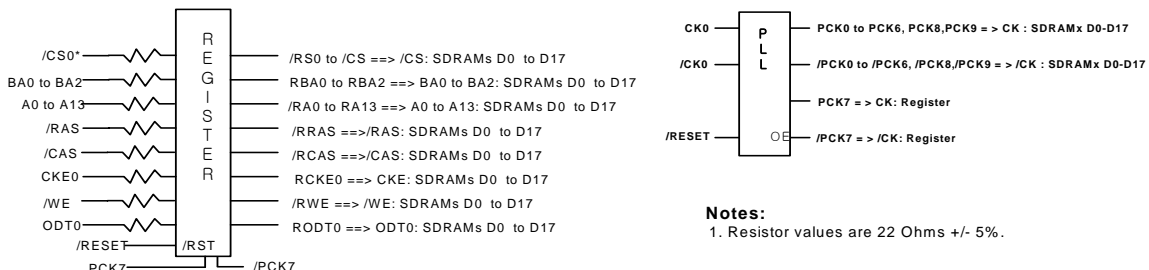 /CS0*
BA0 to BA2
A0 to A13
/RAS
/CAS
CKE0
/WE
ODT0
/RESET
PCK7
REGISTER
/RST
/RS0 to /CS ==> /CS: SDRAMs D0 to D17
RBA0 to RBA2 ==> BA0 to BA2: SDRAMs D0 to D17
/RA0 to RA13 ==> A0 to A13: SDRAMs D0 to D17
/RRAS ==>/RAS: SDRAMs D0 to D17
/RCAS ==>/CAS: SDRAMs D0 to D17
RCKE0 ==> CKE: SDRAMs D0 to D17
/RWE ==> /WE: SDRAMs D0 to D17
RODT0 ==> ODT0: SDRAMs D0 to D17
/PCK7
CK0
/CK0
/RESET
PLL
OE
PCK0 to PCK6, PCK8,PCK9 = > CK : SDRAMx D0-D17
/PCK0 to /PCK6, /PCK8,/PCK9 = > /CK : SDRAMx D0-D17
PCK7 = > CK: Register
/PCK7 = > /CK: Register
Notes:
1. Resistor values are 22 Ohms +/- 5%.